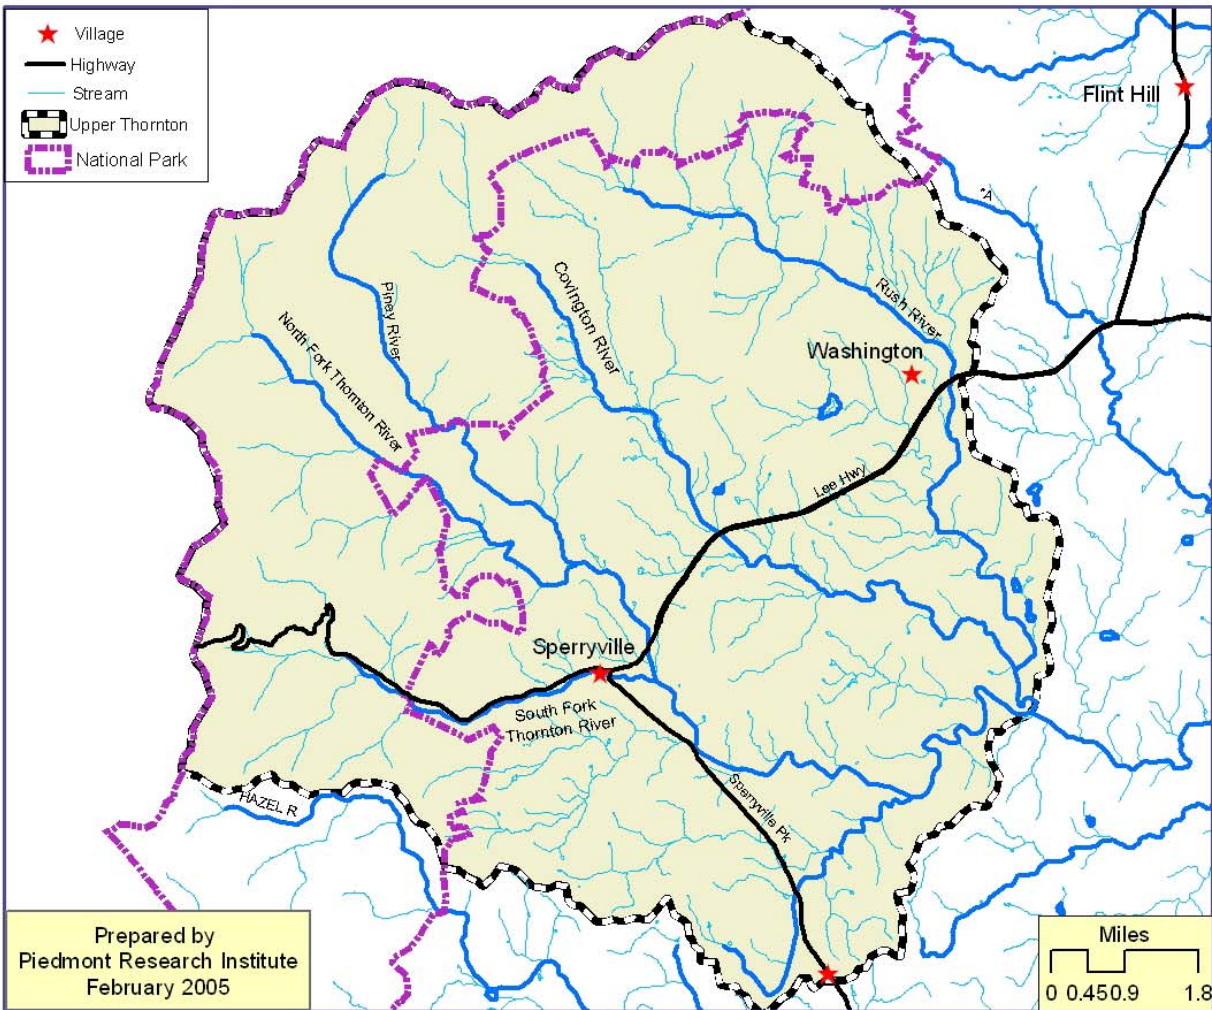 Village
Highway
Stream
Upper Thornton
National Park
Flint Hill
"A"
Piney River
Covington River
Rush River
North Fork Thornton River
Washington
Lee Hwy
Sperryville
South Fork
Thornton River
Sperryville Pk
HAZEL R
Prepared by
Piedmont Research Institute
February 2005
Miles
0 0.450.9 1.8